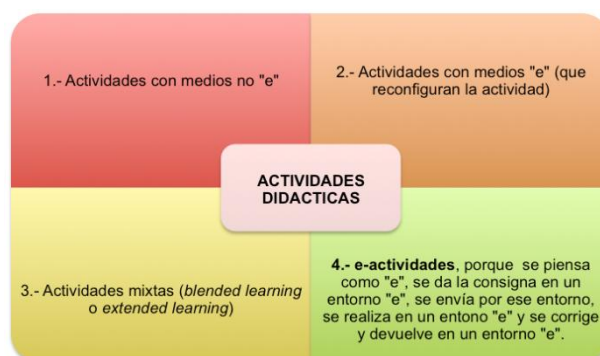 1.- Actividades con medios no "e"
2.- Actividades con medios "e" (que
reconfiguran la actividad)
ACTIVIDADES
DIDACTICAS
3.- Actividades mixtas (blended learning
o extended learning)
4.- e-actividades, porque se piensa
como "e", se da la consigna en un
entorno "e", se envía por ese entorno,
se realiza en un entono "e" y se corrige
y devuelve en un entorno "e".